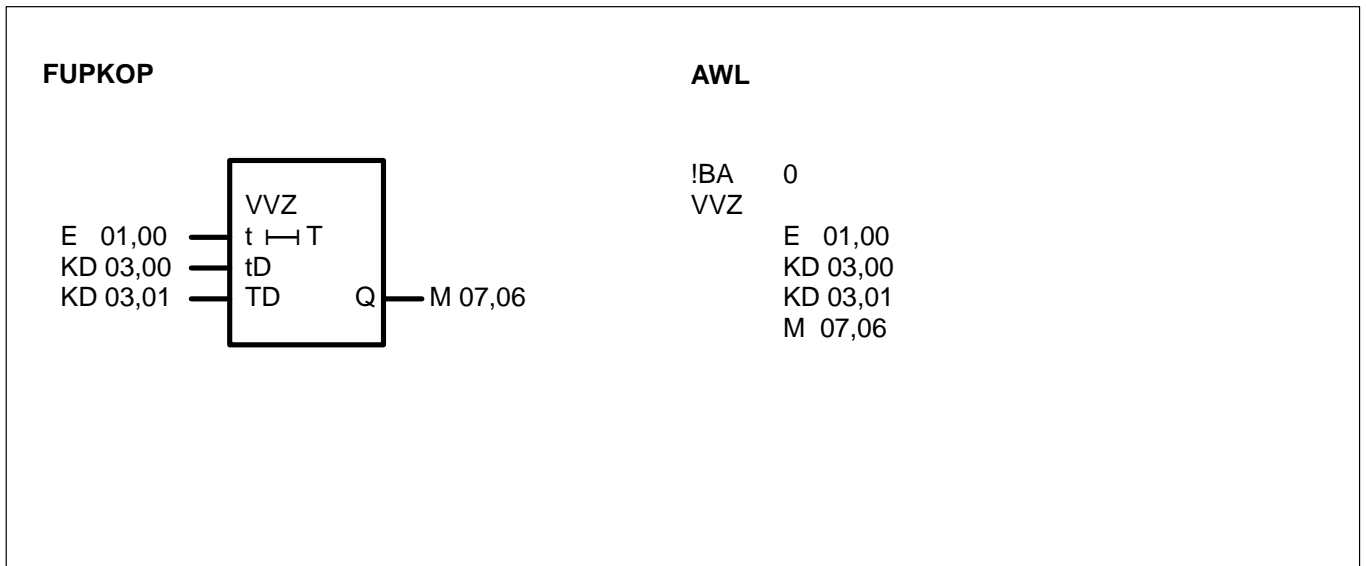 FUPKOP
VVZ
E 01,00 t T
KD 03,00 tD
KD 03,01 TD Q M 07,06
AWL
!BA 0
VVZ
E 01,00
KD 03,00
KD 03,01
M 07,06